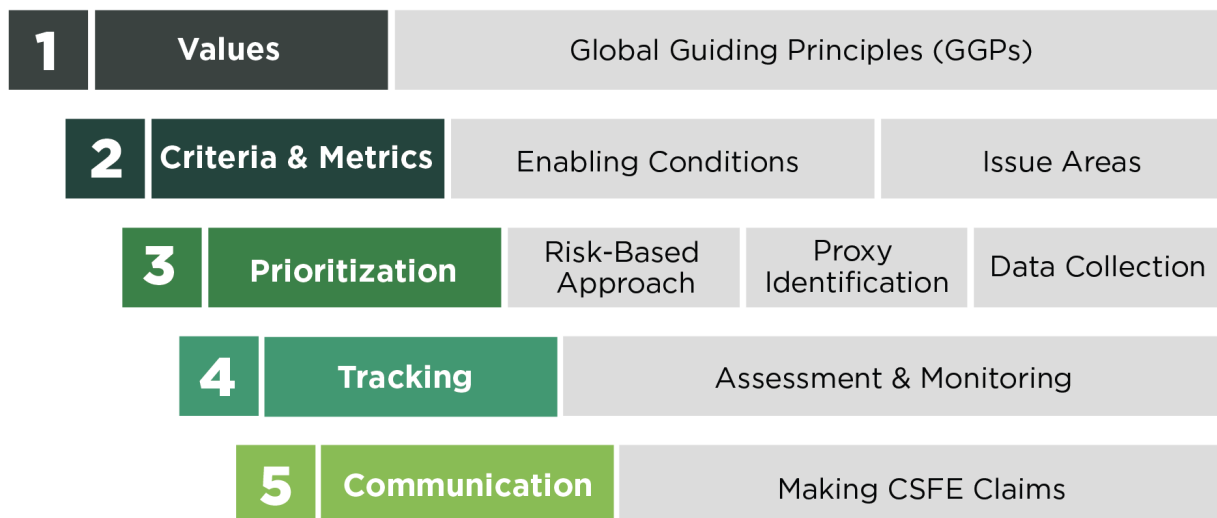 1 Values Global Guiding Principles (GGPs)
2 Criteria & Metrics Enabling Conditions Issue Areas
3 Prioritization
Risk-Based
Approach
Proxy
Identification
Data Collection
4 Tracking Assessment & Monitoring
5 Communication Making CSFE Claims